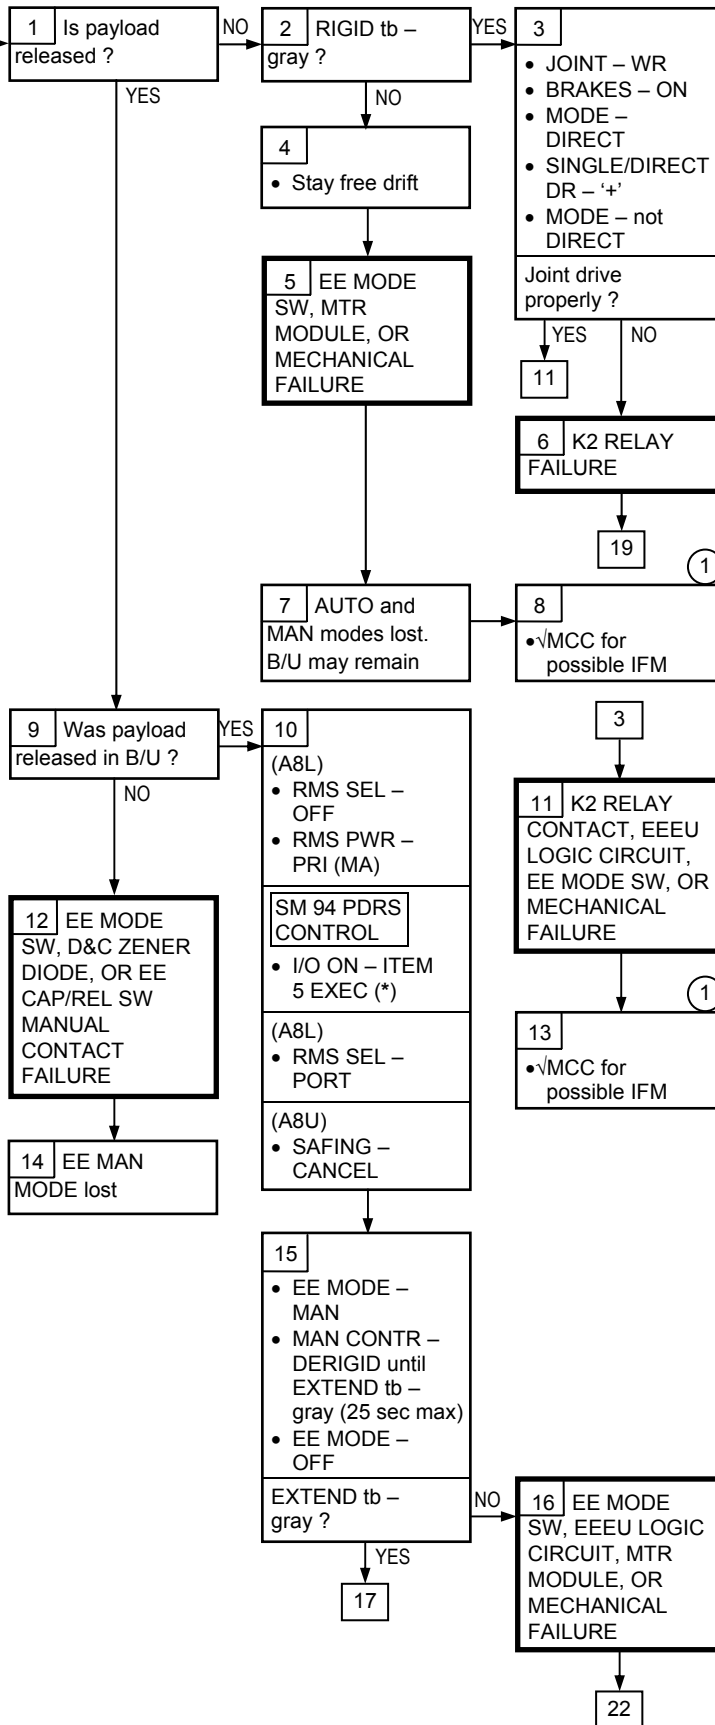 1 Is payload
released ?
NO
YES
2 RIGID tb –
gray ?
YES
NO
3
• JOINT – WR
• BRAKES – ON
• MODE –
DIRECT
• SINGLE/DIRECT
DR – ‘+’
• MODE – not
DIRECT
Joint drive
properly ?
YES
NO
11
4
• Stay free drift
5 EE MODE
SW, MTR
MODULE, OR
MECHANICAL
FAILURE
6 K2 RELAY
FAILURE
19
7 AUTO and
MAN modes lost.
B/U may remain
1
8
•√MCC for
possible IFM
9 Was payload
released in B/U ?
YES
NO
10
(A8L)
• RMS SEL –
OFF
• RMS PWR –
PRI (MA)
SM 94 PDRS
CONTROL
• I/O ON – ITEM
5 EXEC (*)
(A8L)
• RMS SEL –
PORT
(A8U)
• SAFING –
CANCEL
3
11 K2 RELAY
CONTACT, EEEU
LOGIC CIRCUIT,
EE MODE SW, OR
MECHANICAL
FAILURE
12 EE MODE
SW, D&C ZENER
DIODE, OR EE
CAP/REL SW
MANUAL
CONTACT
FAILURE
1
13
•√MCC for
possible IFM
14 EE MAN
MODE lost
15
• EE MODE –
MAN
• MAN CONTR –
DERIGID until
EXTEND tb –
gray (25 sec max)
• EE MODE –
OFF
EXTEND tb –
gray ?
NO
YES
17
16 EE MODE
SW, EEEU LOGIC
CIRCUIT, MTR
MODULE, OR
MECHANICAL
FAILURE
22